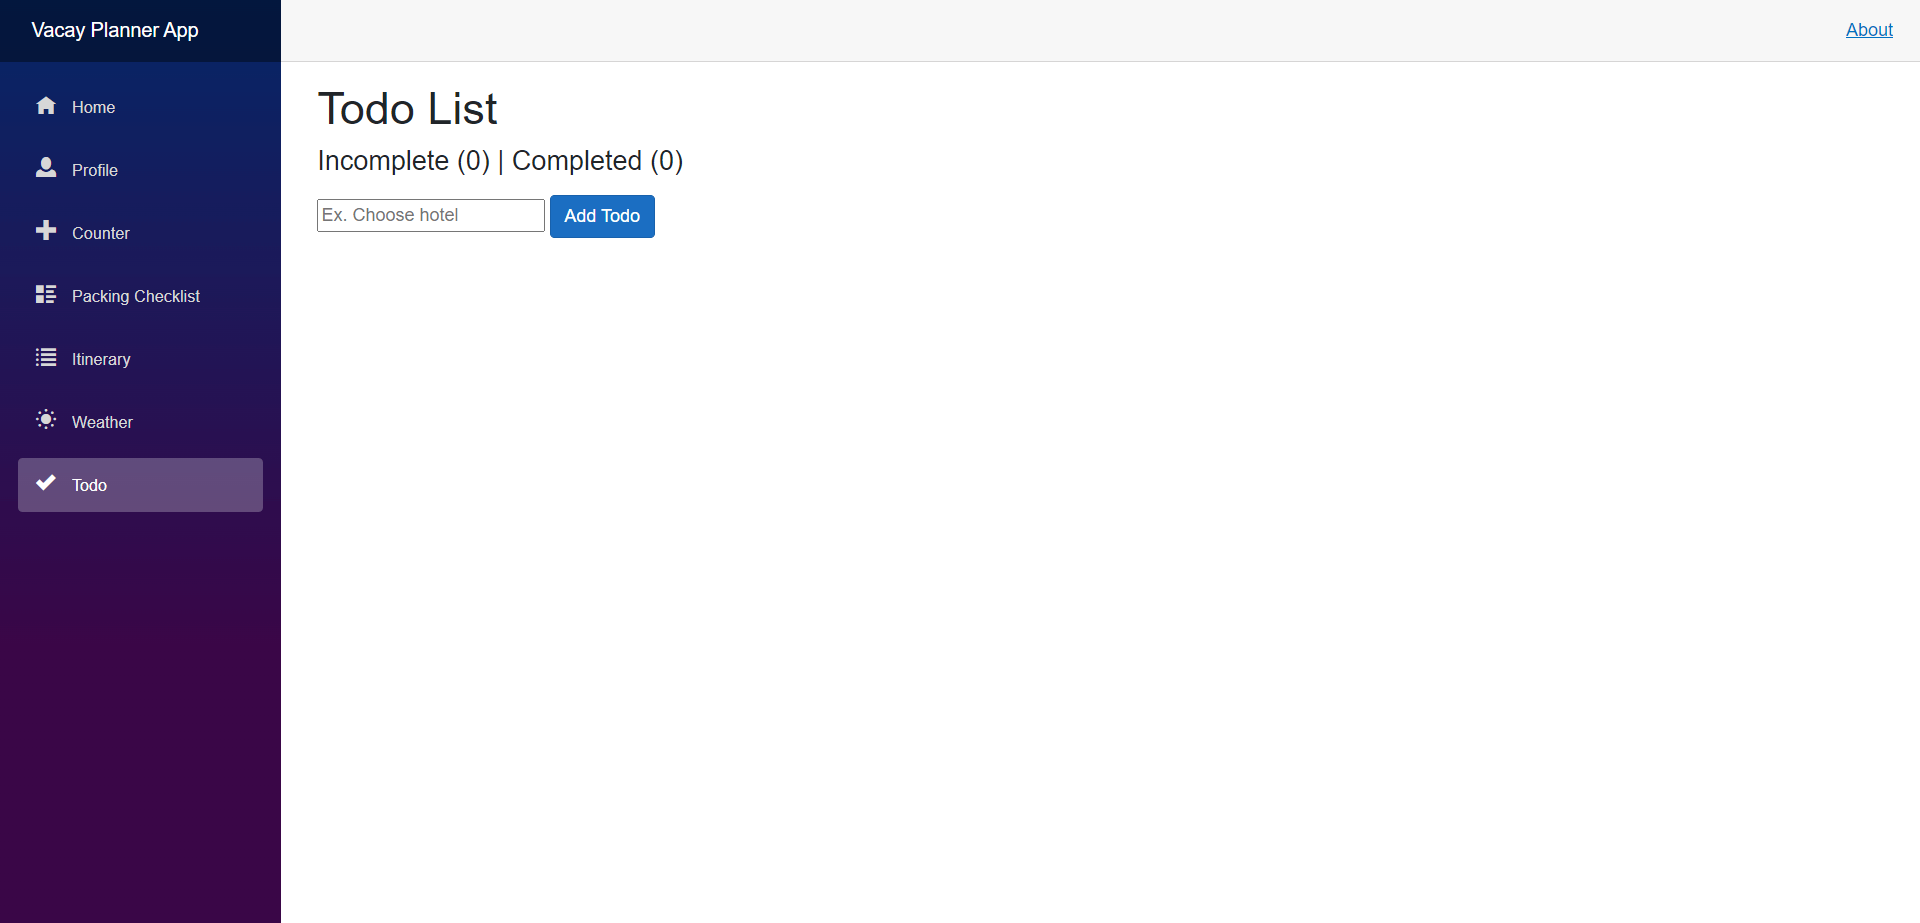 Vacay Planner App
About
Home
Profile
Counter
Packing Checklist
Itinerary
Weather
Todo
Todo List
Incomplete (0) | Completed (0)
Ex. Choose hotel
Add Todo